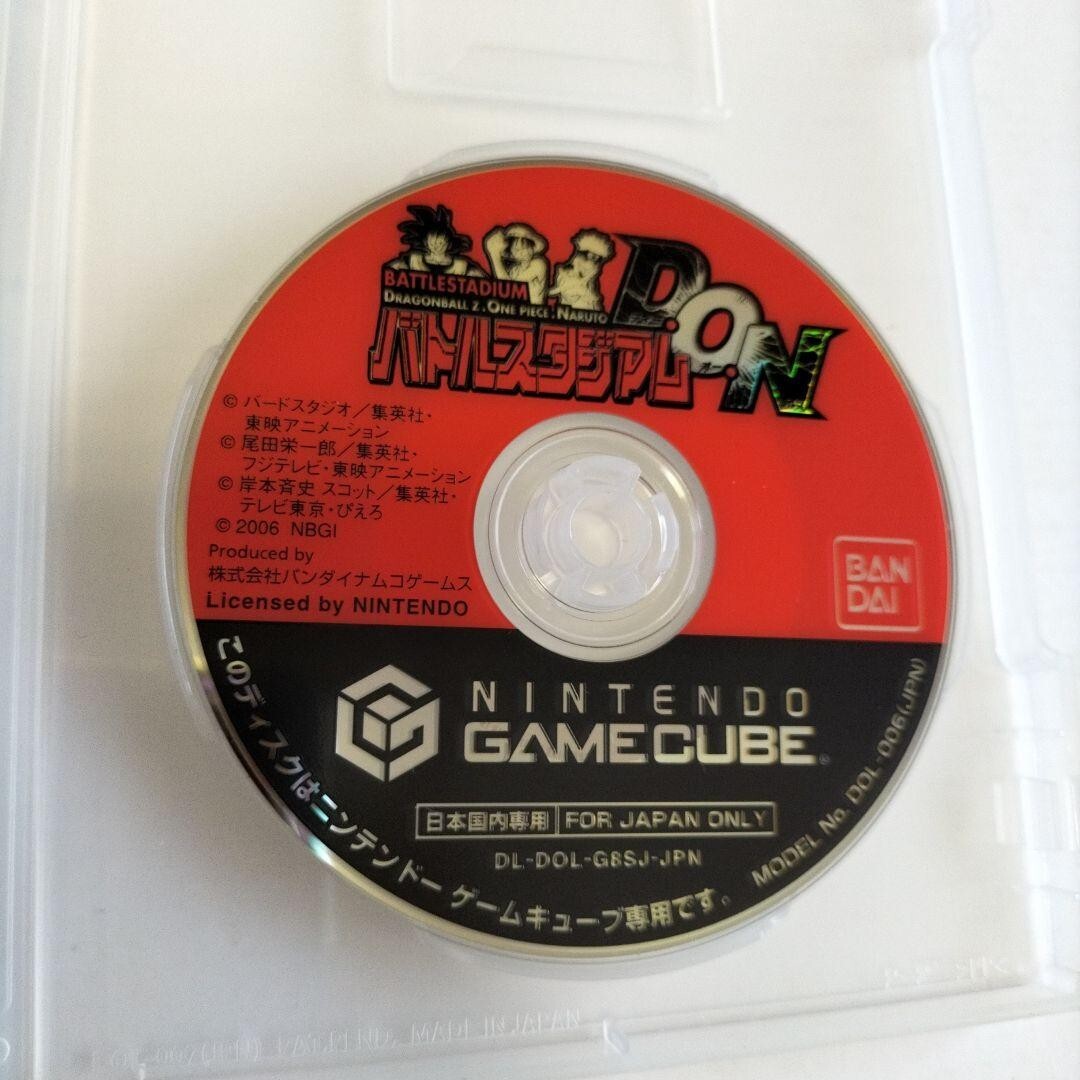 BATTLESTADIUM
DRAGONBALL Z.ONE PIECE.NARUTO
D.O.N
バトルスタジアム
© バードスタジオ／集英社・
東映アニメーション
© 尾田栄一郎／集英社・
フジテレビ・東映アニメーション
© 岸本斉史 スコット／集英社・
テレビ東京・ぴえろ
© 2006 NBGI
Produced by
株式会社バンダイナムコゲームス
Licensed by NINTENDO
BAN
DAI
NINTENDO
GAMECUBE®
日本国内専用 FOR JAPAN ONLY
DL-DOL-G8SJ-JPN
このディスクはニンテンドー ゲームキューブ専用です。
MODEL No. DOL-006(JPN)
MADE IN JAPAN